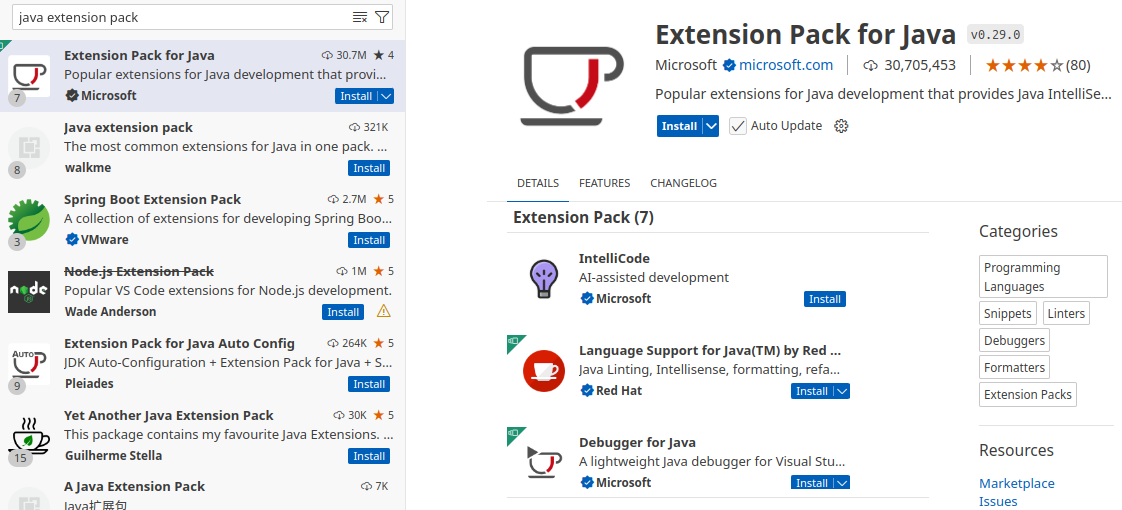 java extension pack
Extension Pack for Java 30.7M ★ 4
Popular extensions for Java development that provi...
7
Microsoft Install
Java extension pack 321K
The most common extensions for Java in one pack. ...
8
walkme Install
Spring Boot Extension Pack 2.7M ★ 5
A collection of extensions for developing Spring Boo...
3
VMware Install
Node.js Extension Pack 1M ★ 5
node
Popular VS Code extensions for Node.js development.
Wade Anderson Install
Extension Pack for Java Auto Config 264K ★ 5
AUTO
JDK Auto-Configuration + Extension Pack for Java + S...
9
Pleiades Install
Yet Another Java Extension Pack 30K ★ 5
This package contains my favourite Java Extensions. ...
15
Guilherme Stella Install
A Java Extension Pack 7K
Java扩展包
Extension Pack for Java v0.29.0
Microsoft microsoft.com 30,705,453 ★★★★☆(80)
Popular extensions for Java development that provides Java IntelliSe...
Install Auto Update
DETAILS FEATURES CHANGELOG
Extension Pack (7)
IntelliCode
AI-assisted development
Microsoft Install
Language Support for Java(TM) by Red ...
Java Linting, Intellisense, formatting, refa...
Red Hat Install
Debugger for Java
A lightweight Java debugger for Visual Stu...
Microsoft Install
Categories
Programming
Languages
Snippets Linters
Debuggers
Formatters
Extension Packs
Resources
Marketplace
Issues